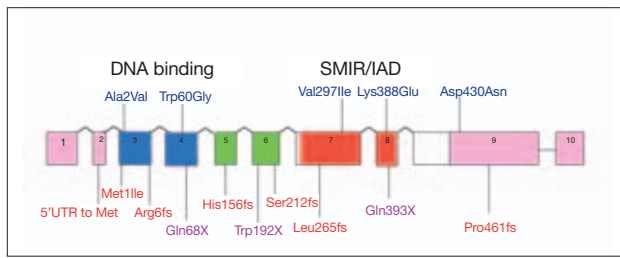 DNA binding SMIR/IAD
Ala2Val Trp60Gly Val297Ile Lys388Glu Asp430Asn
1 2 3 4 5 6 7 8 9 10
Met1Ile
5'UTR to Met Arg6fs His156fs Ser212fs Gln393X
Gln68X Trp192X Leu265fs Pro461fs